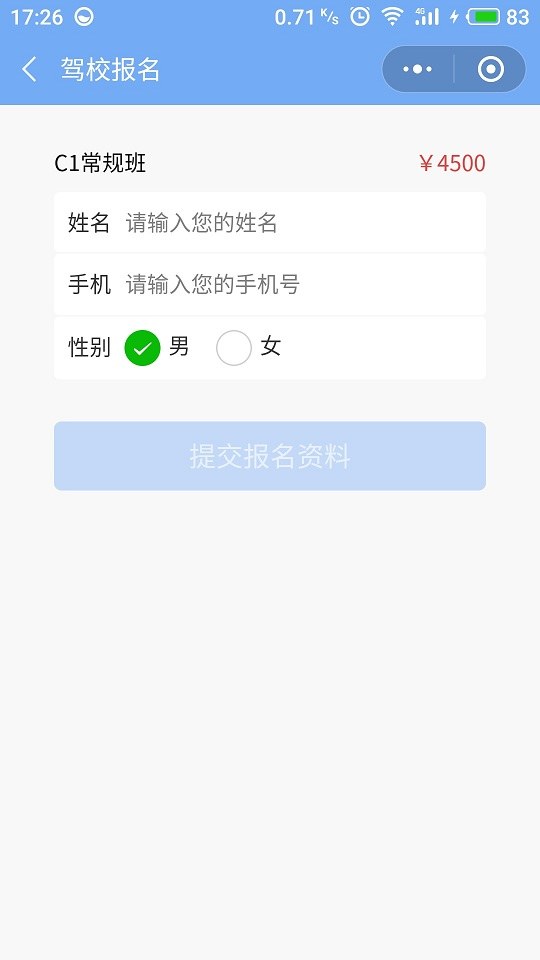 17:26 0.71 K/s 4G 83
驾校报名
C1常规班 ￥4500
姓名 请输入您的姓名
手机 请输入您的手机号
性别 男 女
提交报名资料